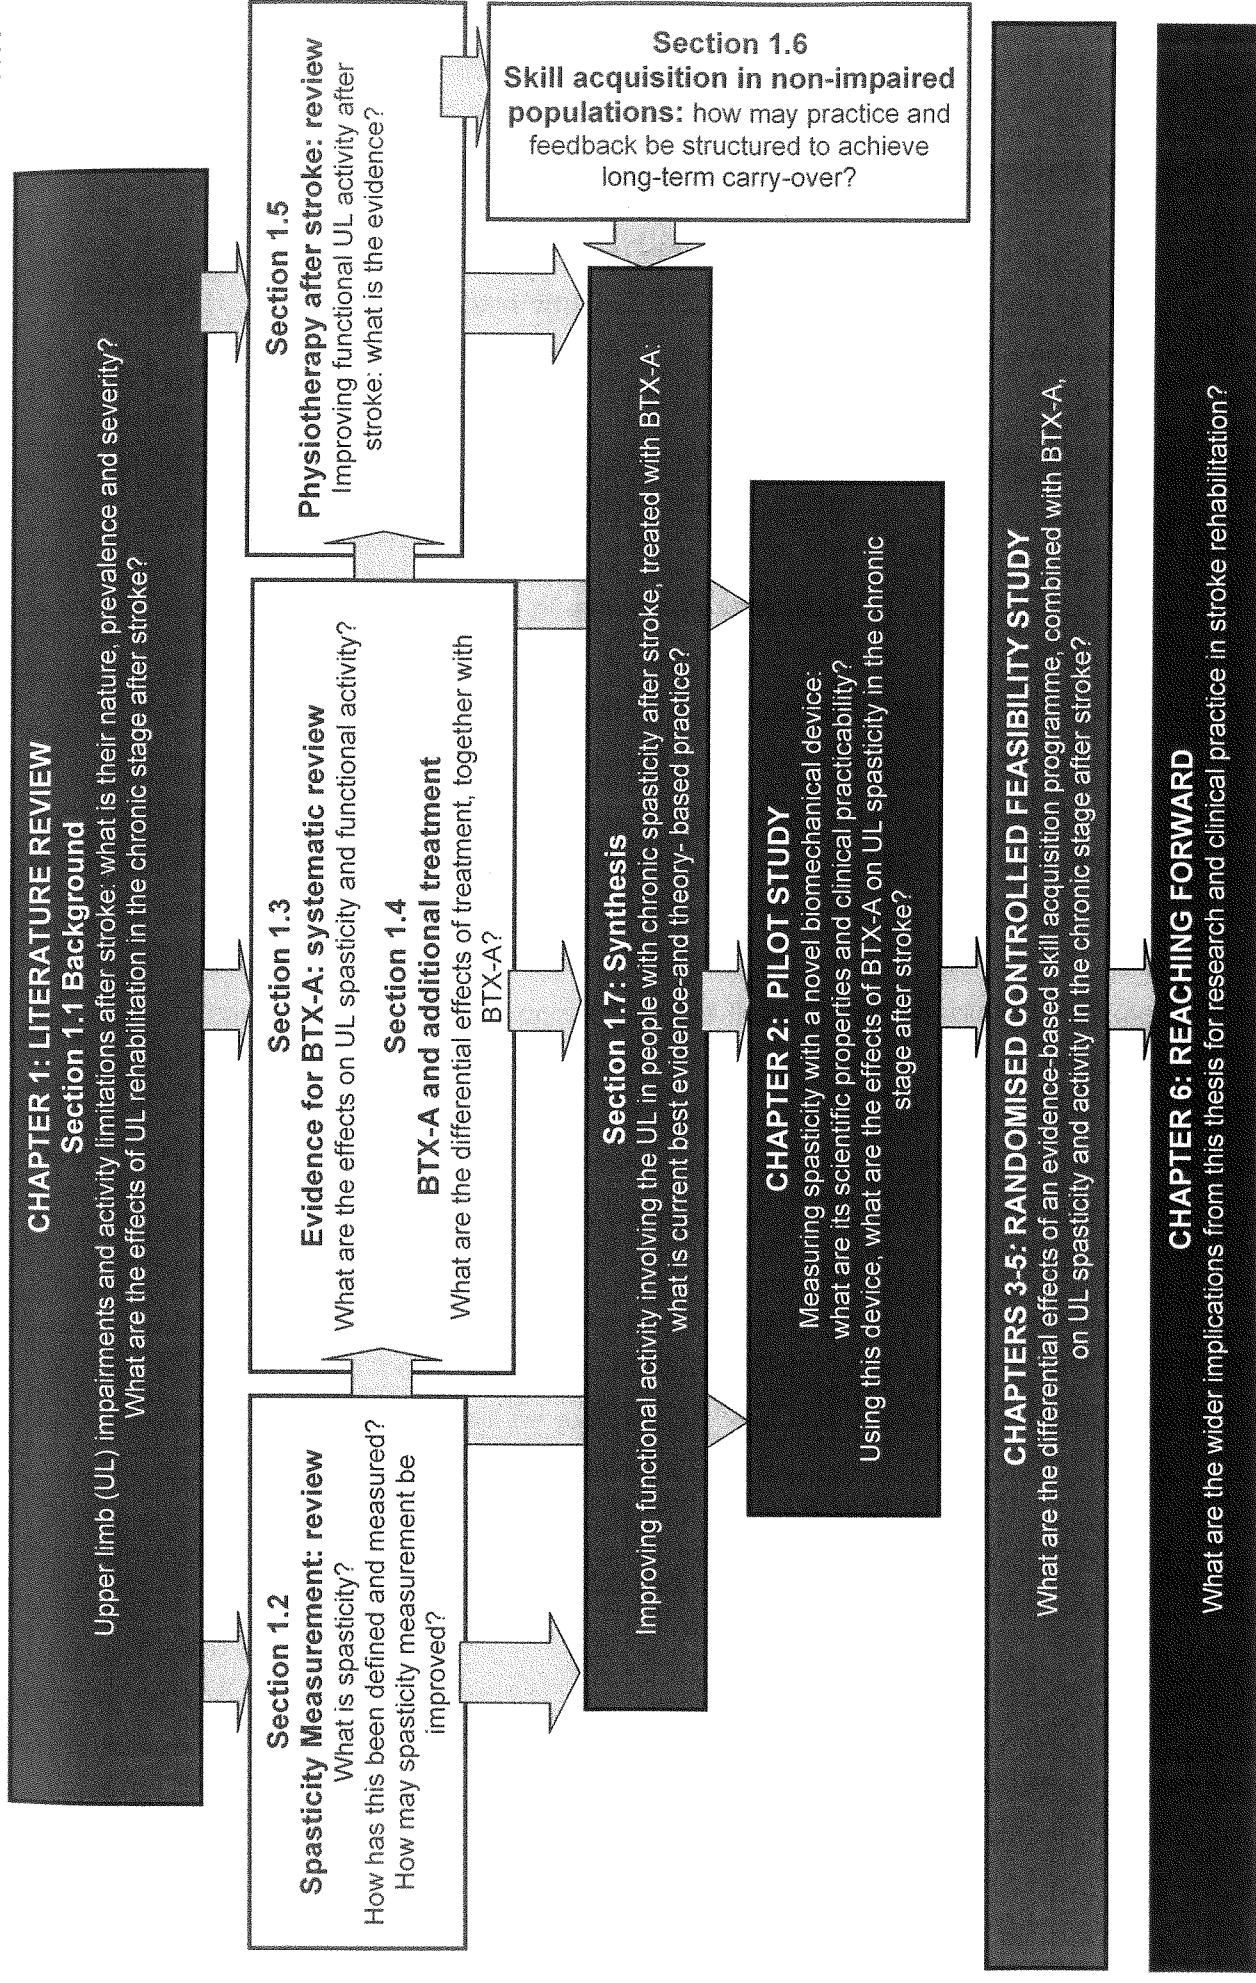 CHAPTER 1: LITERATURE REVIEW
Section 1.1 Background
Upper limb (UL) impairments and activity limitations after stroke: what is their nature, prevalence and severity?
What are the effects of UL rehabilitation in the chronic stage after stroke?
Section 1.2
Spasticity Measurement: review
What is spasticity?
How has this been defined and measured?
How may spasticity measurement be
improved?
Section 1.3
Evidence for BTX-A: systematic review
What are the effects on UL spasticity and functional activity?
Section 1.4
BTX-A and additional treatment
What are the differential effects of treatment, together with
BTX-A?
Section 1.5
Physiotherapy after stroke: review
Improving functional UL activity after
stroke: what is the evidence?
Section 1.6
Skill acquisition in non-impaired
populations: how may practice and
feedback be structured to achieve
long-term carry-over?
Section 1.7: Synthesis
Improving functional activity involving the UL in people with chronic spasticity after stroke, treated with BTX-A:
what is current best evidence-and theory- based practice?
CHAPTER 2: PILOT STUDY
Measuring spasticity with a novel biomechanical device:
what are its scientific properties and clinical practicability?
Using this device, what are the effects of BTX-A on UL spasticity in the chronic
stage after stroke?
CHAPTERS 3-5: RANDOMISED CONTROLLED FEASIBILITY STUDY
What are the differential effects of an evidence-based skill acquisition programme, combined with BTX-A,
on UL spasticity and activity in the chronic stage after stroke?
CHAPTER 6: REACHING FORWARD
What are the wider implications from this thesis for research and clinical practice in stroke rehabilitation?